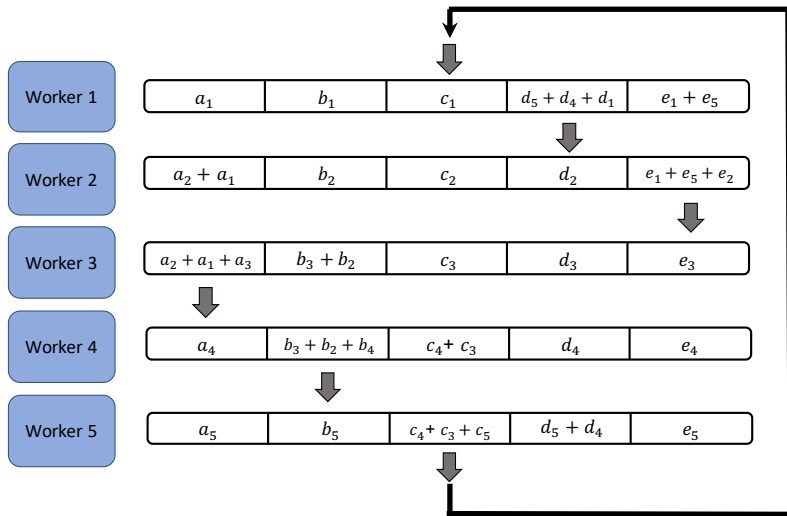 Worker 1 a₁ b₁ c₁ d₅ + d₄ + d₁ e₁ + e₅
Worker 2 a₂ + a₁ b₂ c₂ d₂ e₁ + e₅ + e₂
Worker 3 a₂ + a₁ + a₃ b₃ + b₂ c₃ d₃ e₃
Worker 4 a₄ b₃ + b₂ + b₄ c₄+ c₃ d₄ e₄
Worker 5 a₅ b₅ c₄+ c₃ + c₅ d₅ + d₄ e₅